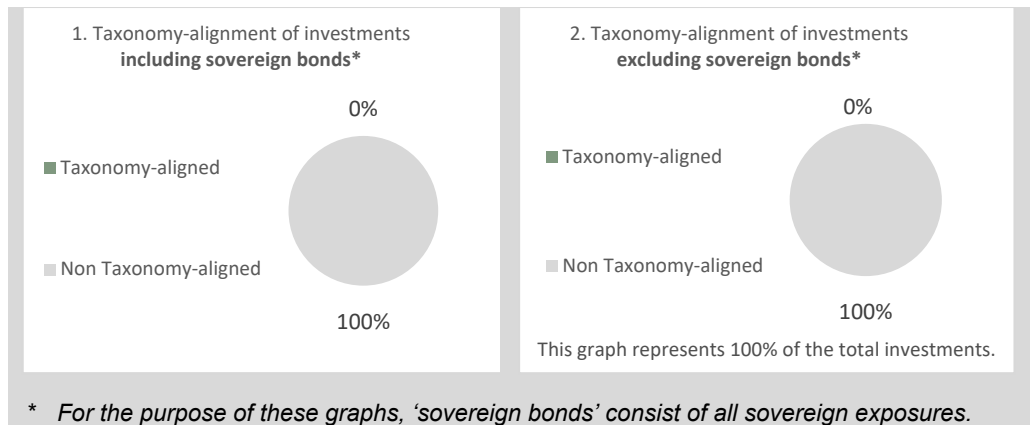 1. Taxonomy-alignment of investments
including sovereign bonds*
0%
Taxonomy-aligned
Non Taxonomy-aligned
100%
2. Taxonomy-alignment of investments
excluding sovereign bonds*
0%
Taxonomy-aligned
Non Taxonomy-aligned
100%
This graph represents 100% of the total investments.
* For the purpose of these graphs, ‘sovereign bonds’ consist of all sovereign exposures.